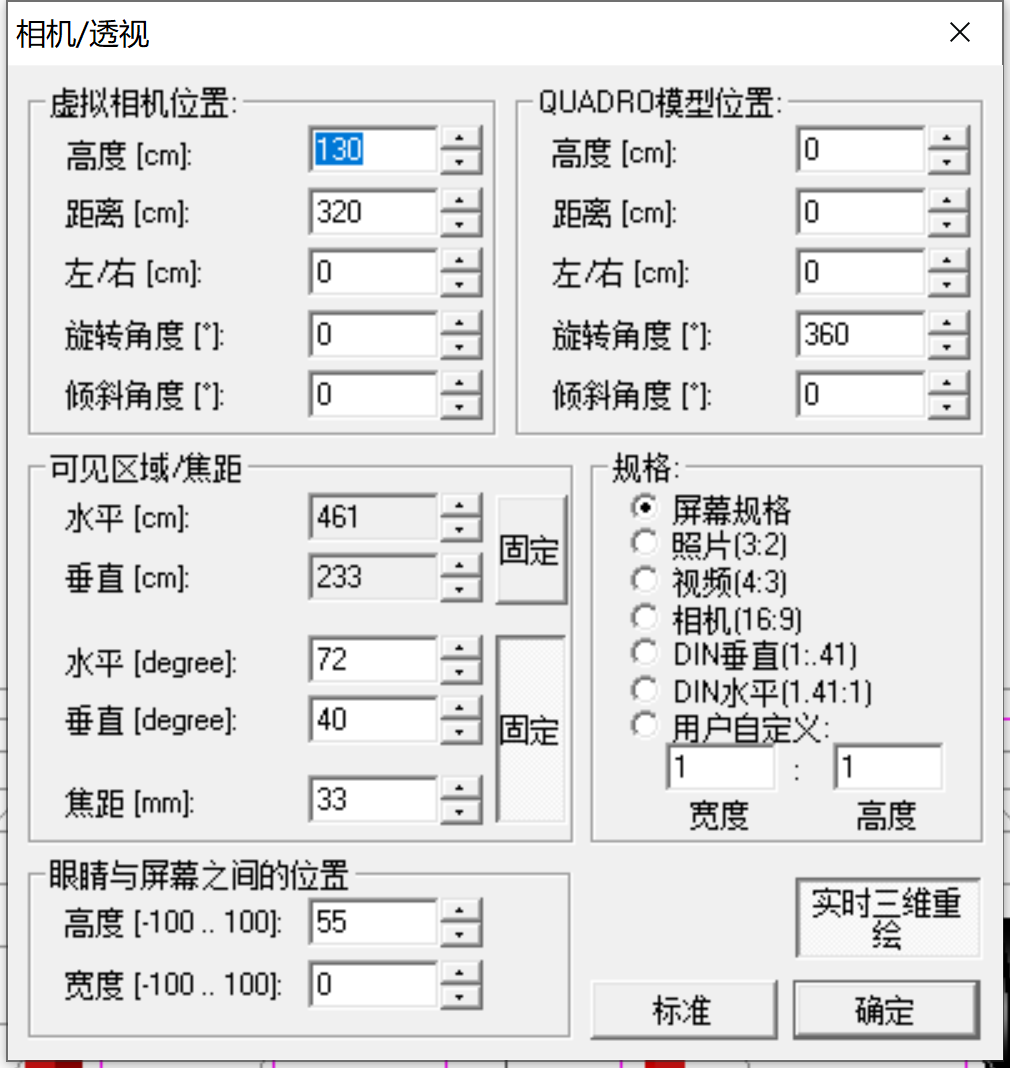 相机/透视
虚拟相机位置:
高度 [cm]: 130
距离 [cm]: 320
左/右 [cm]: 0
旋转角度 [°]: 0
倾斜角度 [°]: 0
QUADRO模型位置:
高度 [cm]: 0
距离 [cm]: 0
左/右 [cm]: 0
旋转角度 [°]: 360
倾斜角度 [°]: 0
可见区域/焦距
水平 [cm]: 461
垂直 [cm]: 233
固定
水平 [degree]: 72
垂直 [degree]: 40
焦距 [mm]: 33
固定
规格:
屏幕规格
照片(3:2)
视频(4:3)
相机(16:9)
DIN垂直(1:.41)
DIN水平(1.41:1)
用户自定义:
1 : 1
宽度 高度
眼睛与屏幕之间的位置
高度 [-100 .. 100]: 55
宽度 [-100 .. 100]: 0
实时三维重
绘
标准 确定